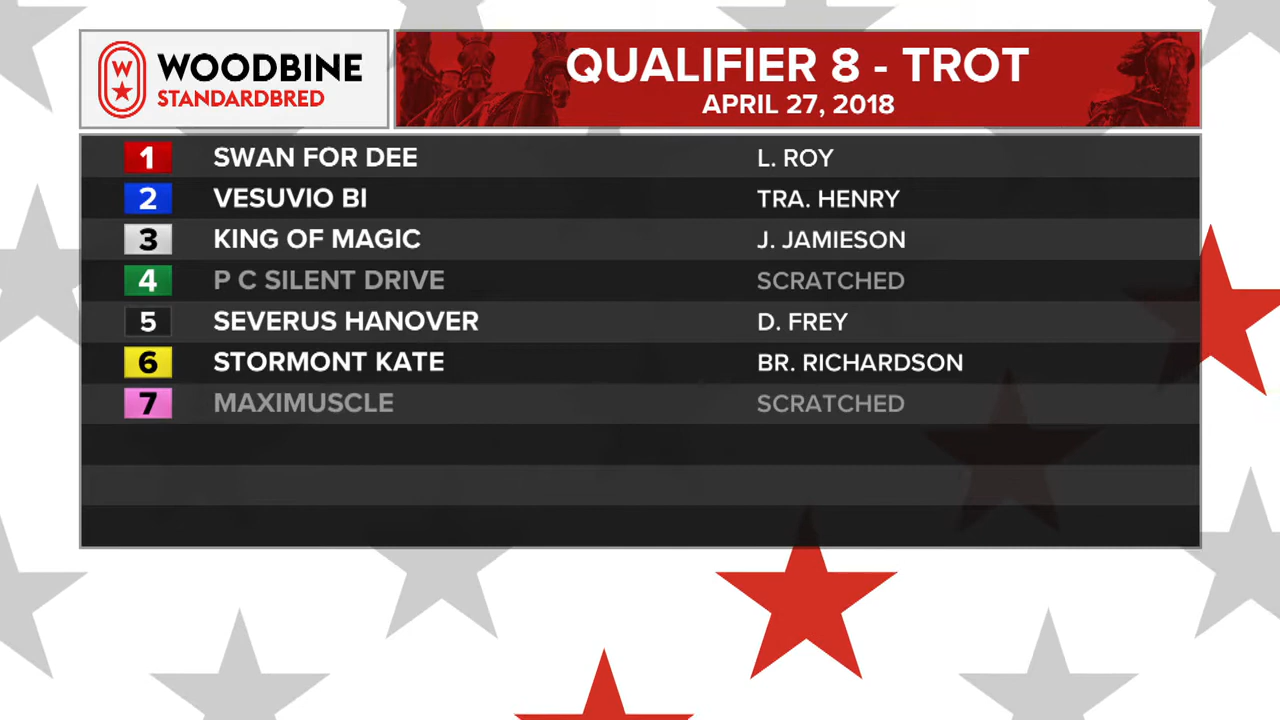 W
WOODBINE
STANDARDBRED
QUALIFIER 8 - TROT
APRIL 27, 2018
1 SWAN FOR DEE L. ROY
2 VESUVIO BI TRA. HENRY
3 KING OF MAGIC J. JAMIESON
4 P C SILENT DRIVE SCRATCHED
5 SEVERUS HANOVER D. FREY
6 STORMONT KATE BR. RICHARDSON
7 MAXIMUSCLE SCRATCHED